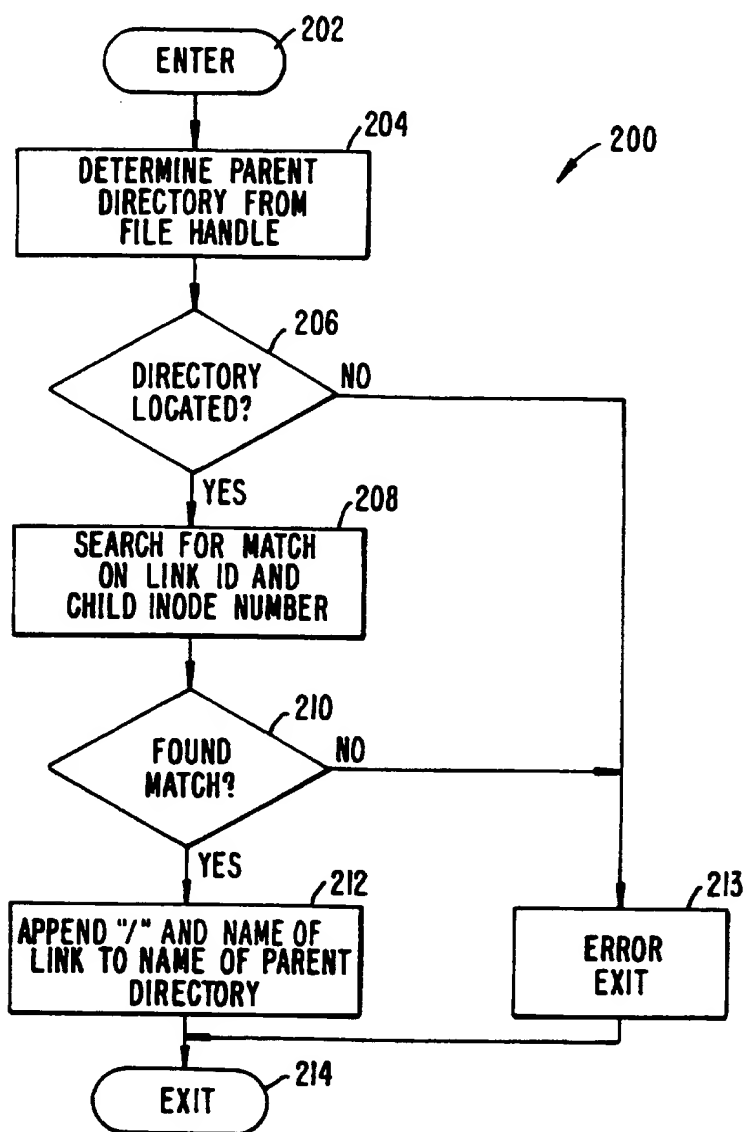 202
ENTER
204
200
DETERMINE PARENT
DIRECTORY FROM
FILE HANDLE
206
DIRECTORY
LOCATED?
NO
YES
208
SEARCH FOR MATCH
ON LINK ID AND
CHILD INODE NUMBER
210
FOUND
MATCH?
NO
YES
212
213
APPEND "/" AND NAME OF
LINK TO NAME OF PARENT
DIRECTORY
ERROR
EXIT
214
EXIT